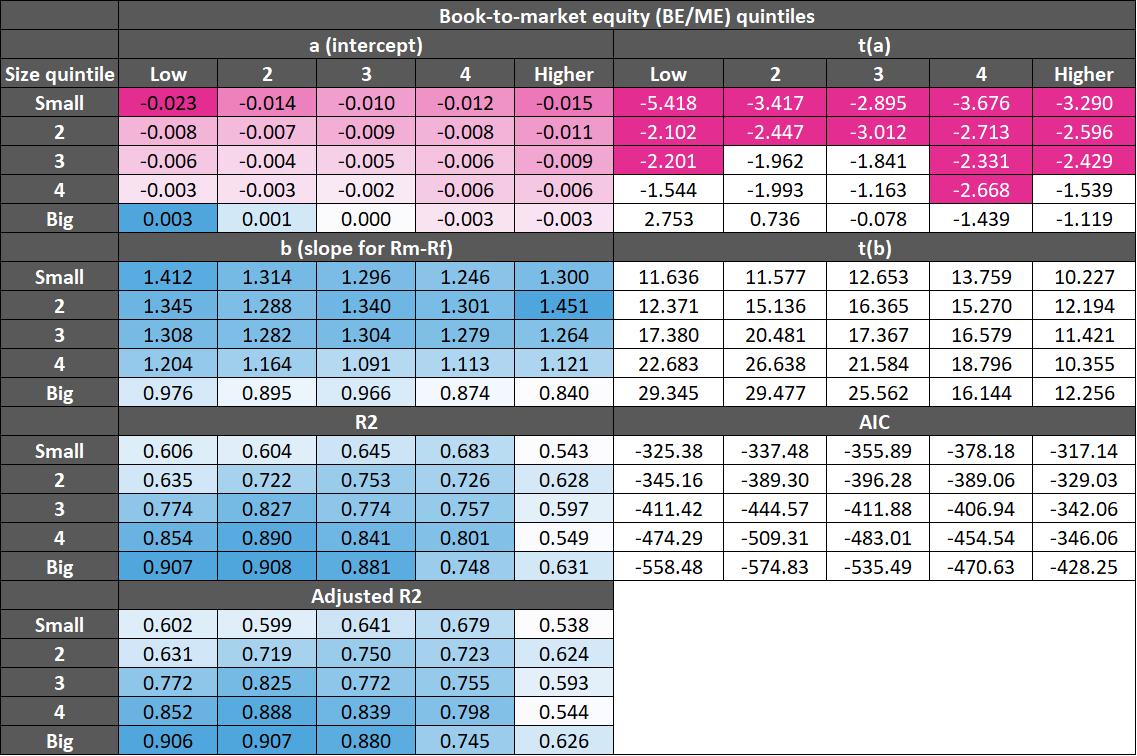 Book-to-market equity (BE/ME) quintiles
a (intercept) t(a)
Size quintile Low 2 3 4 Higher Low 2 3 4 Higher
Small -0.023 -0.014 -0.010 -0.012 -0.015 -5.418 -3.417 -2.895 -3.676 -3.290
2 -0.008 -0.007 -0.009 -0.008 -0.011 -2.102 -2.447 -3.012 -2.713 -2.596
3 -0.006 -0.004 -0.005 -0.006 -0.009 -2.201 -1.962 -1.841 -2.331 -2.429
4 -0.003 -0.003 -0.002 -0.006 -0.006 -1.544 -1.993 -1.163 -2.668 -1.539
Big 0.003 0.001 0.000 -0.003 -0.003 2.753 0.736 -0.078 -1.439 -1.119
b (slope for Rm-Rf) t(b)
Small 1.412 1.314 1.296 1.246 1.300 11.636 11.577 12.653 13.759 10.227
2 1.345 1.288 1.340 1.301 1.451 12.371 15.136 16.365 15.270 12.194
3 1.308 1.282 1.304 1.279 1.264 17.380 20.481 17.367 16.579 11.421
4 1.204 1.164 1.091 1.113 1.121 22.683 26.638 21.584 18.796 10.355
Big 0.976 0.895 0.966 0.874 0.840 29.345 29.477 25.562 16.144 12.256
R2 AIC
Small 0.606 0.604 0.645 0.683 0.543 -325.38 -337.48 -355.89 -378.18 -317.14
2 0.635 0.722 0.753 0.726 0.628 -345.16 -389.30 -396.28 -389.06 -329.03
3 0.774 0.827 0.774 0.757 0.597 -411.42 -444.57 -411.88 -406.94 -342.06
4 0.854 0.890 0.841 0.801 0.549 -474.29 -509.31 -483.01 -454.54 -346.06
Big 0.907 0.908 0.881 0.748 0.631 -558.48 -574.83 -535.49 -470.63 -428.25
Adjusted R2
Small 0.602 0.599 0.641 0.679 0.538
2 0.631 0.719 0.750 0.723 0.624
3 0.772 0.825 0.772 0.755 0.593
4 0.852 0.888 0.839 0.798 0.544
Big 0.906 0.907 0.880 0.745 0.626